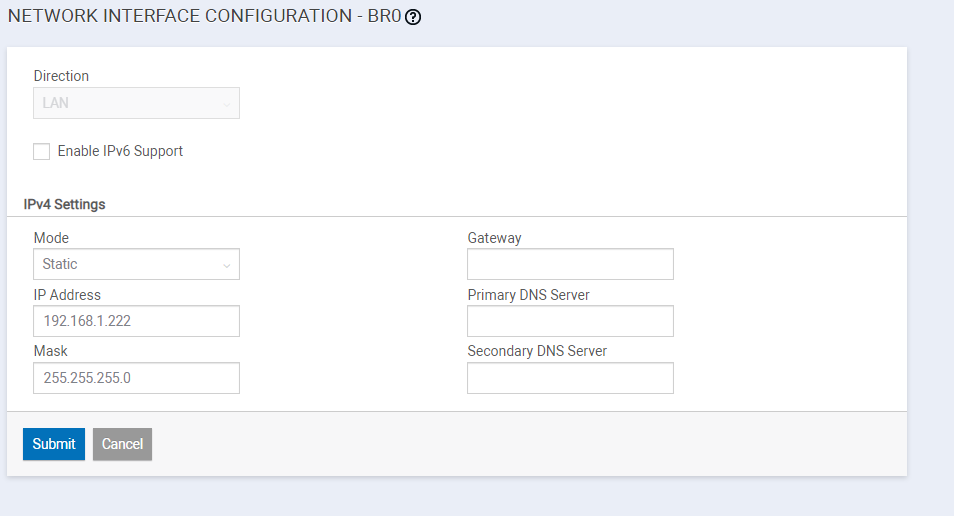 NETWORK INTERFACE CONFIGURATION - BR0 ?
Direction
LAN
Enable IPv6 Support
IPv4 Settings
Mode
Static
IP Address
192.168.1.222
Mask
255.255.255.0
Gateway
Primary DNS Server
Secondary DNS Server
Submit Cancel